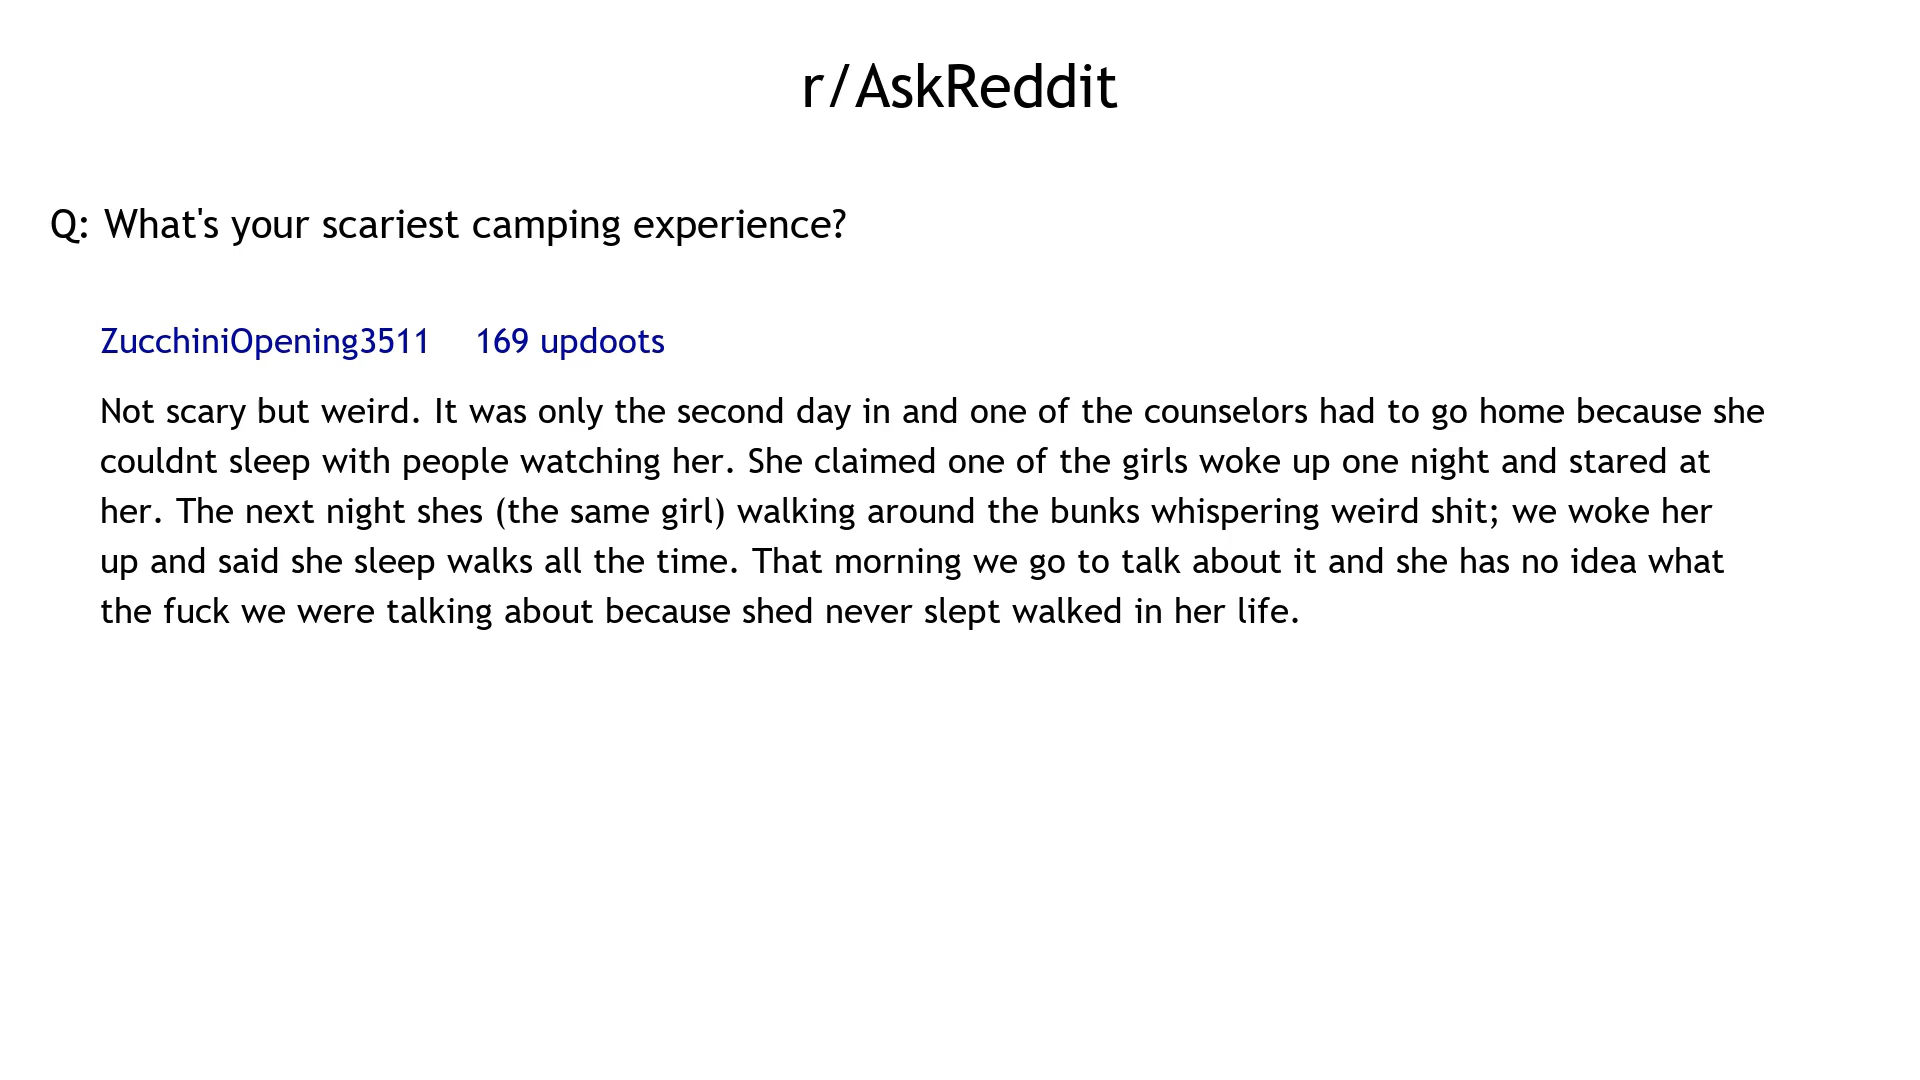 r/AskReddit
Q: What's your scariest camping experience?
ZucchiniOpening3511 169 updoots
Not scary but weird. It was only the second day in and one of the counselors had to go home because she
couldnt sleep with people watching her. She claimed one of the girls woke up one night and stared at
her. The next night shes (the same girl) walking around the bunks whispering weird shit; we woke her
up and said she sleep walks all the time. That morning we go to talk about it and she has no idea what
the fuck we were talking about because shed never slept walked in her life.